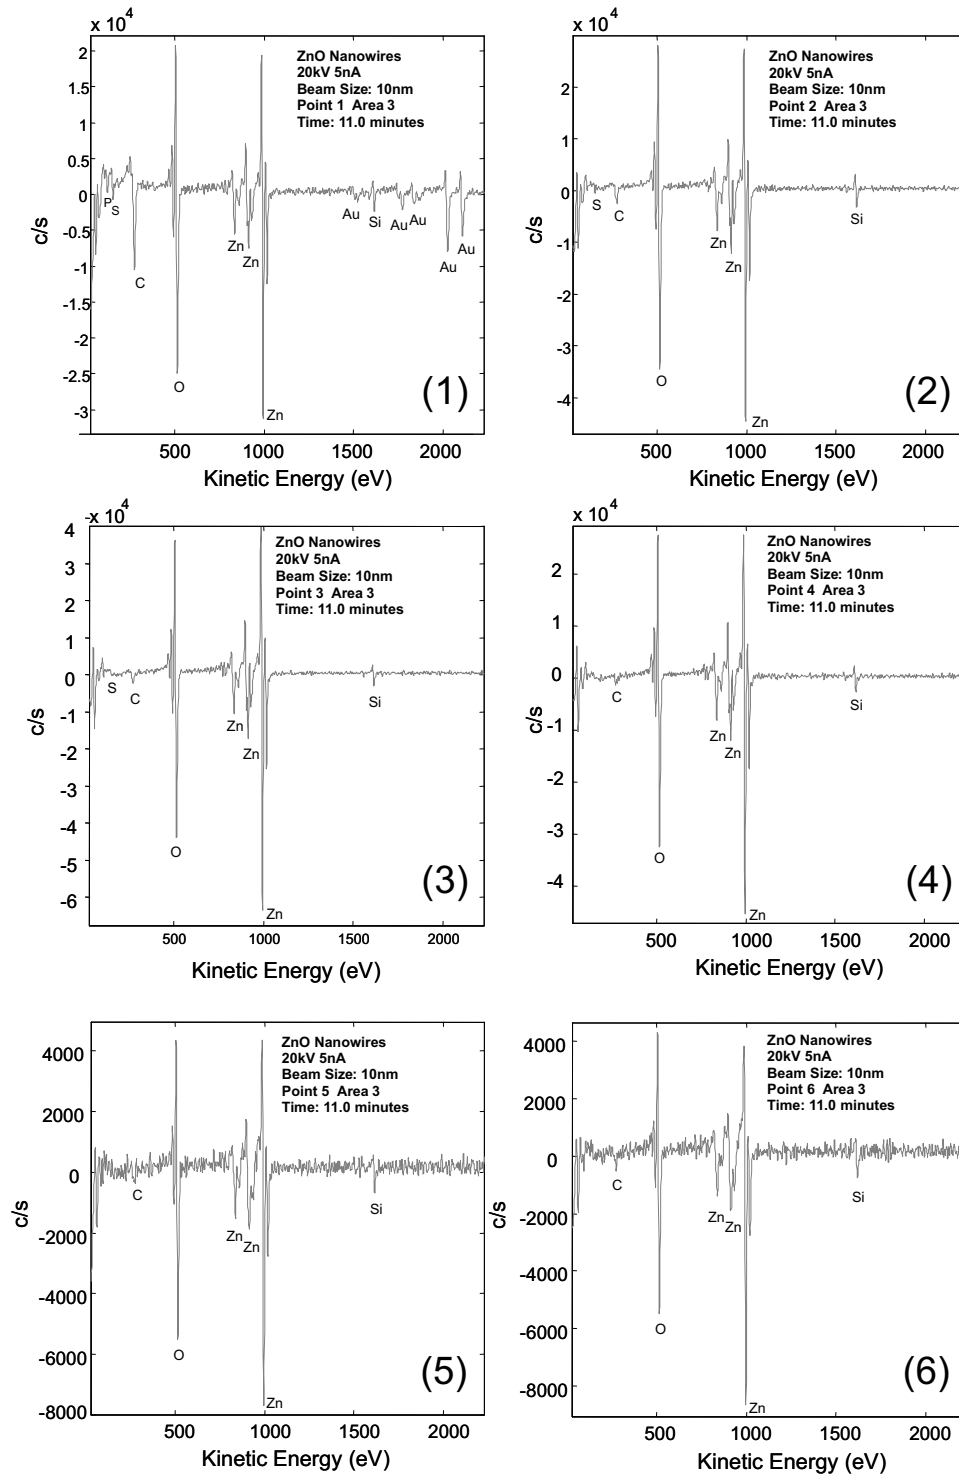 x 10⁴
ZnO Nanowires
20kV 5nA
Beam Size: 10nm
Point 1 Area 3
Time: 11.0 minutes
2
1.5
1
0.5
0
-0.5
-1
-1.5
-2
-2.5
-3
c/s
P
S
C
O
Zn
Zn
Zn
Au
Si
Au
Au
Au
Au
(1)
500
1000
1500
2000
Kinetic Energy (eV)
x 10⁴
ZnO Nanowires
20kV 5nA
Beam Size: 10nm
Point 2 Area 3
Time: 11.0 minutes
2
1
0
-1
-2
-3
-4
c/s
S
C
O
Zn
Zn
Zn
Si
(2)
500
1000
1500
2000
Kinetic Energy (eV)
-x 10⁴
ZnO Nanowires
20kV 5nA
Beam Size: 10nm
Point 3 Area 3
Time: 11.0 minutes
4
3
2
1
0
-1
-2
-3
-4
-5
-6
c/s
S
C
O
Zn
Zn
Zn
Si
(3)
500
1000
1500
2000
Kinetic Energy (eV)
x 10⁴
ZnO Nanowires
20kV 5nA
Beam Size: 10nm
Point 4 Area 3
Time: 11.0 minutes
2
1
0
-1
-2
-3
-4
c/s
C
O
Zn
Zn
Zn
Si
(4)
500
1000
1500
2000
Kinetic Energy (eV)
ZnO Nanowires
20kV 5nA
Beam Size: 10nm
Point 5 Area 3
Time: 11.0 minutes
4000
2000
0
-2000
-4000
-6000
-8000
c/s
C
O
Zn
Zn
Zn
Si
(5)
500
1000
1500
2000
Kinetic Energy (eV)
ZnO Nanowires
20kV 5nA
Beam Size: 10nm
Point 6 Area 3
Time: 11.0 minutes
4000
2000
0
-2000
-4000
-6000
-8000
c/s
C
O
Zn
Zn
Zn
Si
(6)
500
1000
1500
2000
Kinetic Energy (eV)